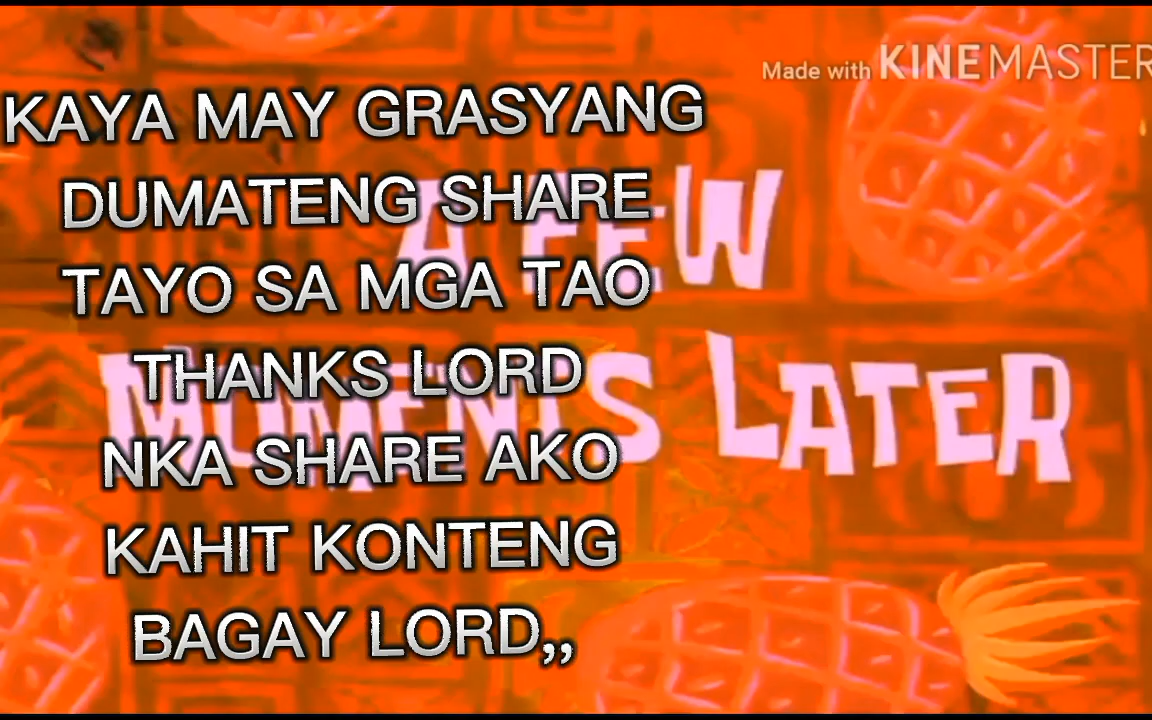 Made with KINEMASTER
KAYA MAY GRASYANG
DUMATENG SHARE
TAYO SA MGA TAO
THANKS LORD
NKA SHARE AKO
KAHIT KONTENG
BAGAY LORD,,
A FEW
MOMENTS LATER